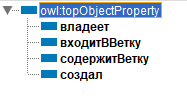 owl:topObjectProperty
владеет
входитВВетку
содержитВетку
создал